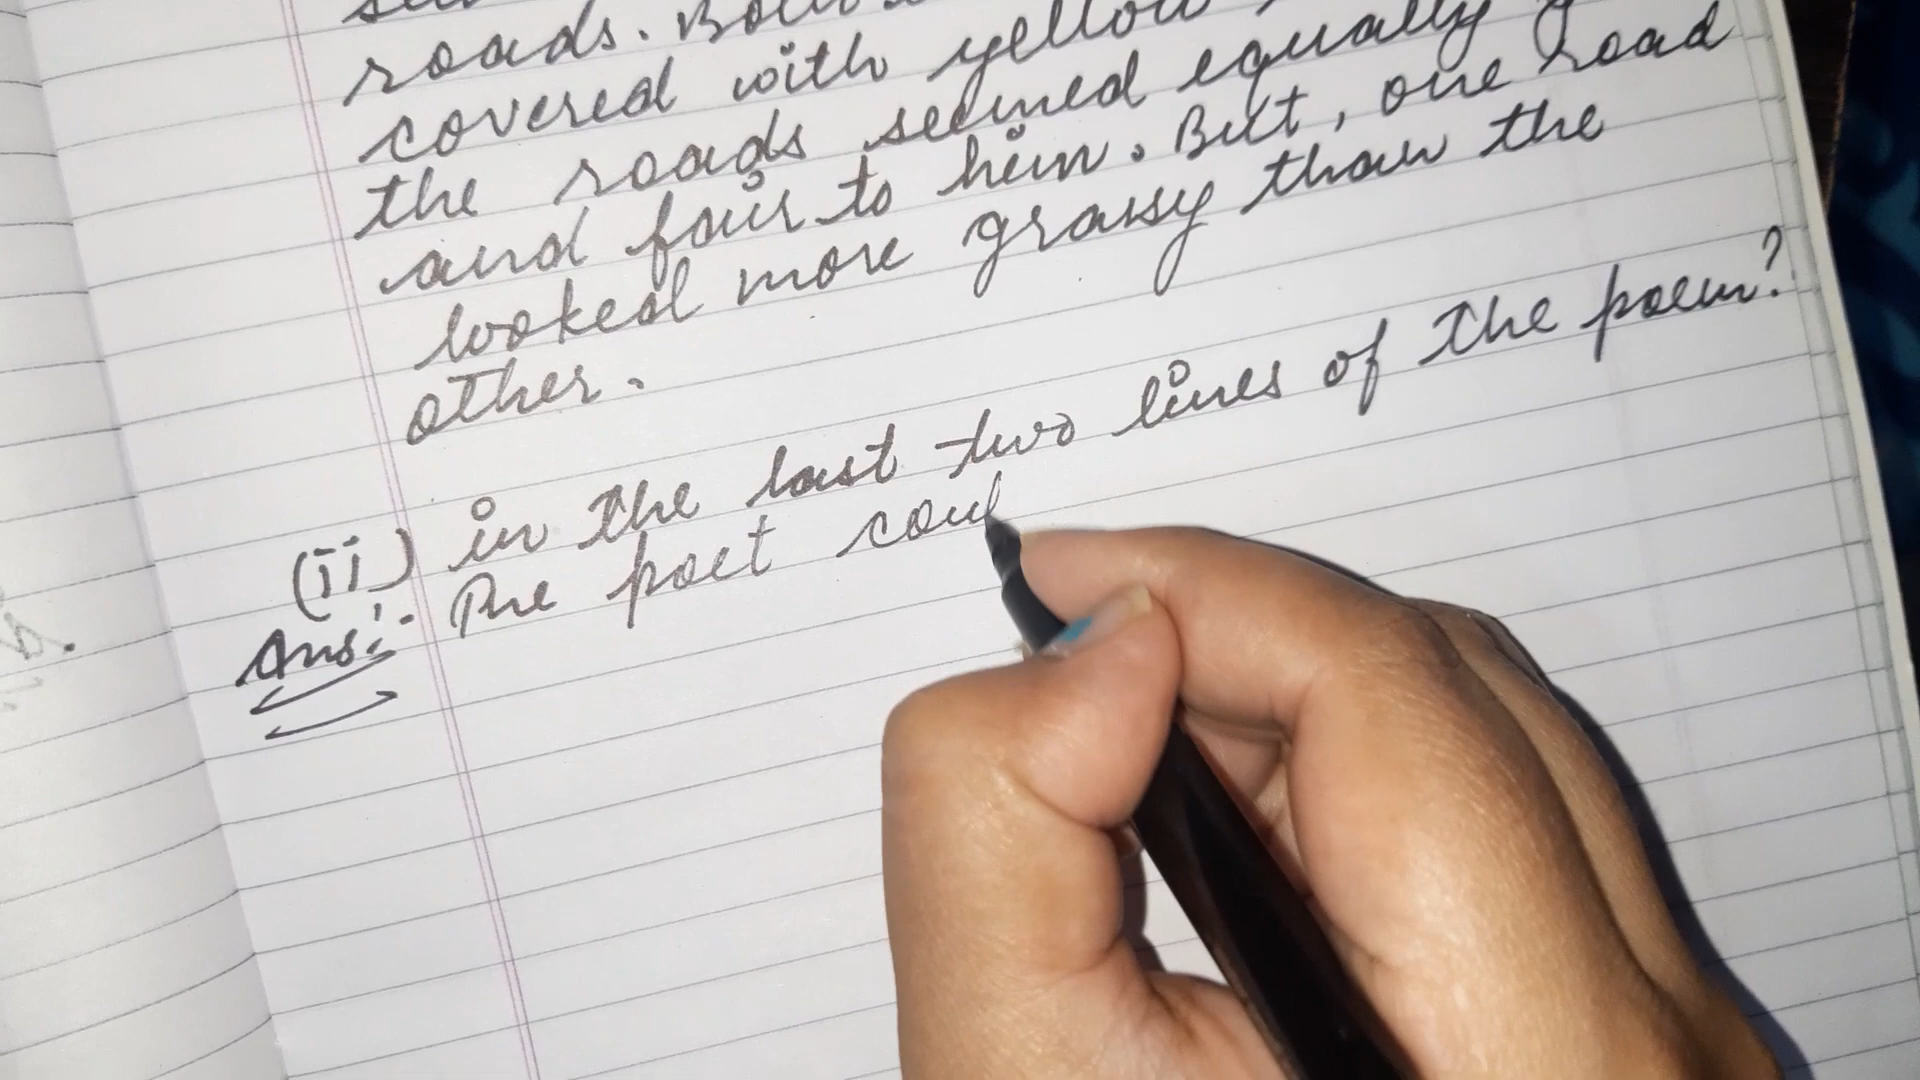 roads. Both
covered with yellow
the roads seemed equally
and fair to him. But, one road
looked more grassy than the
other.
(ii) in the last two lines of the poem?
Ans:- The poet coul